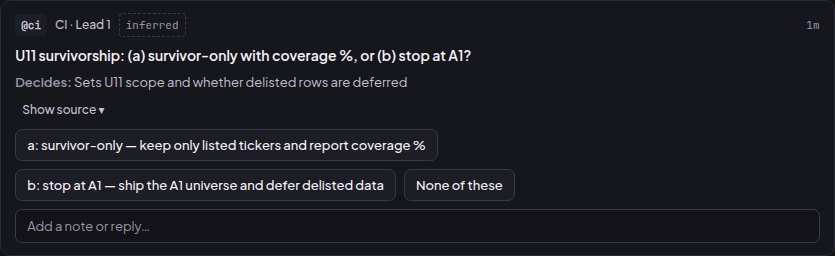 @ci CI · Lead 1 inferred 1m
U11 survivorship: (a) survivor-only with coverage %, or (b) stop at A1?
Decides: Sets U11 scope and whether delisted rows are deferred
Show source ▾
a: survivor-only — keep only listed tickers and report coverage %
b: stop at A1 — ship the A1 universe and defer delisted data None of these
Add a note or reply...